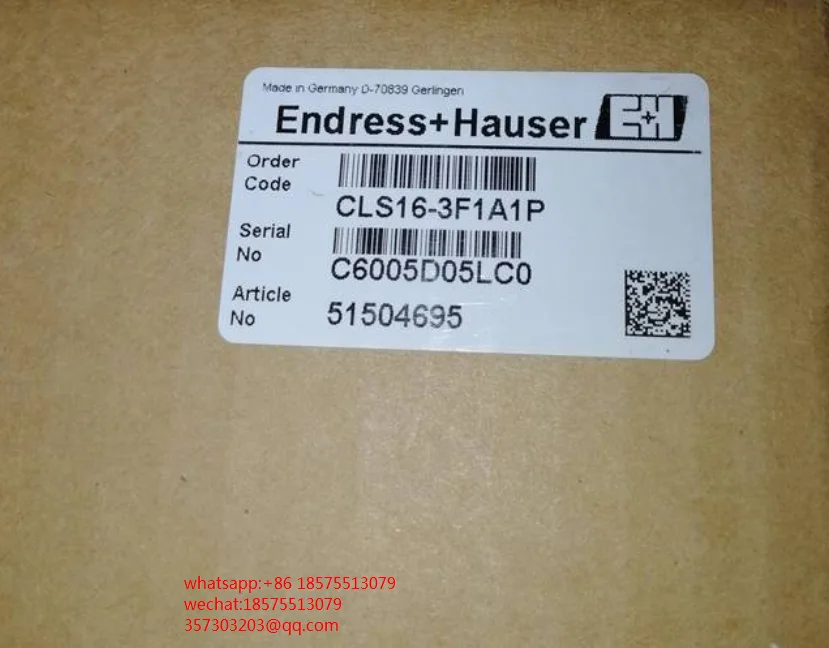 Made in Germany D-70839 Gerlingen
Endress+Hauser E+H
Order Code
CLS16-3F1A1P
Serial No
C6005D05LC0
Article No
51504695
whatsapp:+86 18575513079
wechat:18575513079
357303203@qq.com